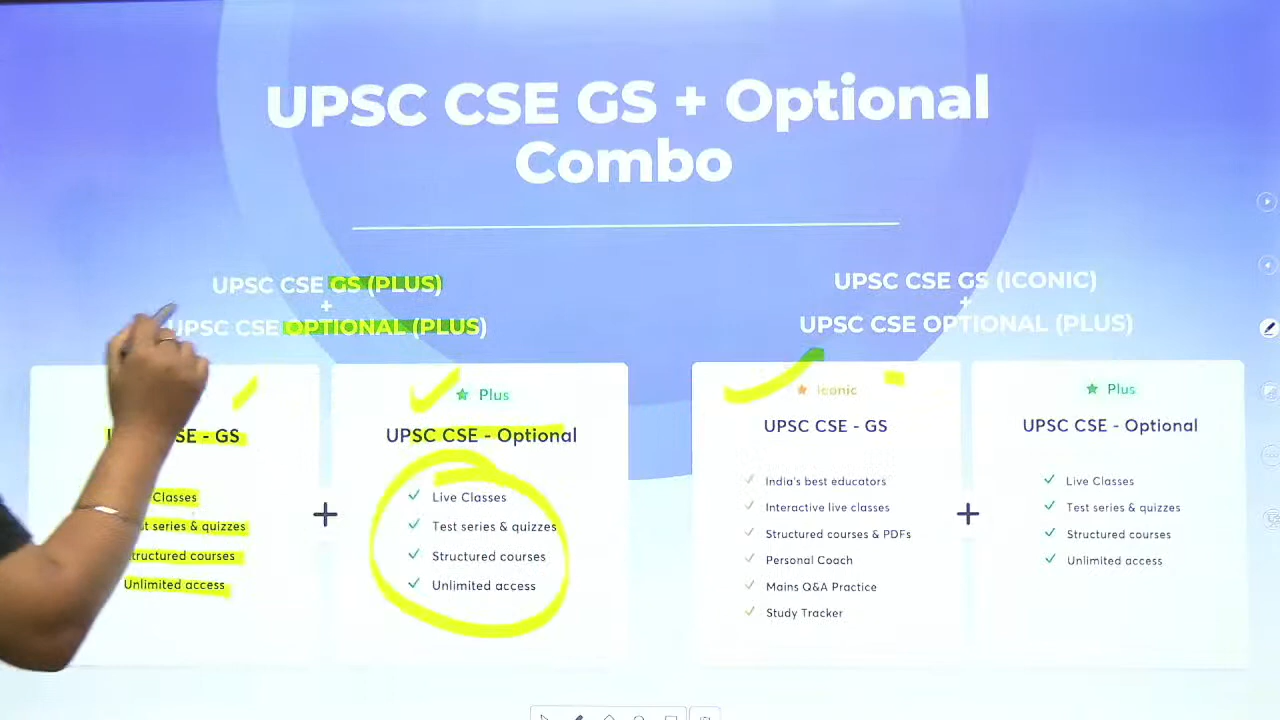 UPSC CSE GS + Optional
Combo
UPSC CSE GS (PLUS)
+
UPSC CSE OPTIONAL (PLUS)
UPSC CSE GS (ICONIC)
+
UPSC CSE OPTIONAL (PLUS)
- GS
Classes
series & quizzes
Structured courses
Unlimited access
+
Plus
UPSC CSE - Optional
Live Classes
Test series & quizzes
Structured courses
Unlimited access
Iconic
UPSC CSE - GS
India's best educators
Interactive live classes
Structured courses & PDFs
Personal Coach
Mains Q&A Practice
Study Tracker
+
Plus
UPSC CSE - Optional
Live Classes
Test series & quizzes
Structured courses
Unlimited access